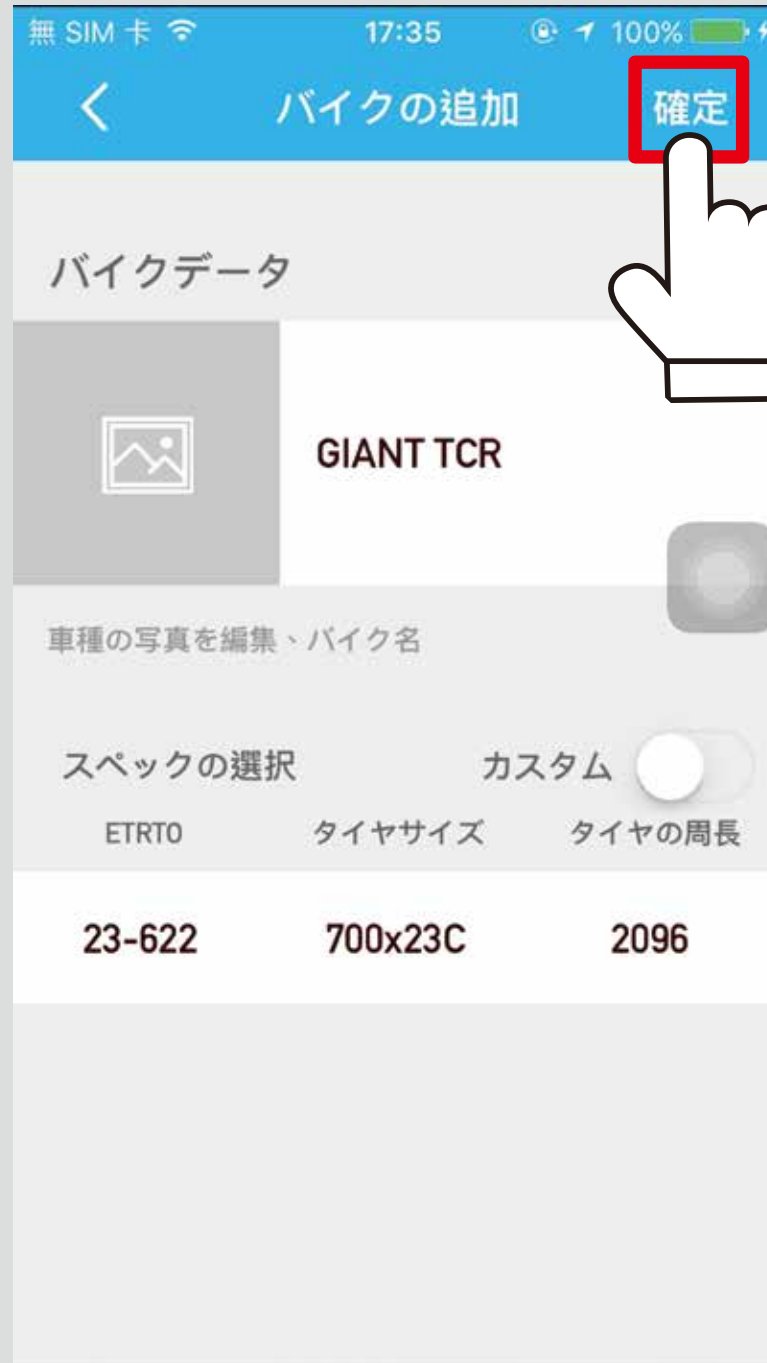 無 SIM 卡 17:35 100%
バイクの追加 確定
バイクデータ
GIANT TCR
車種の写真を編集、バイク名
スペックの選択 カスタム
ETRTO タイヤサイズ タイヤの周長
23-622 700x23C 2096